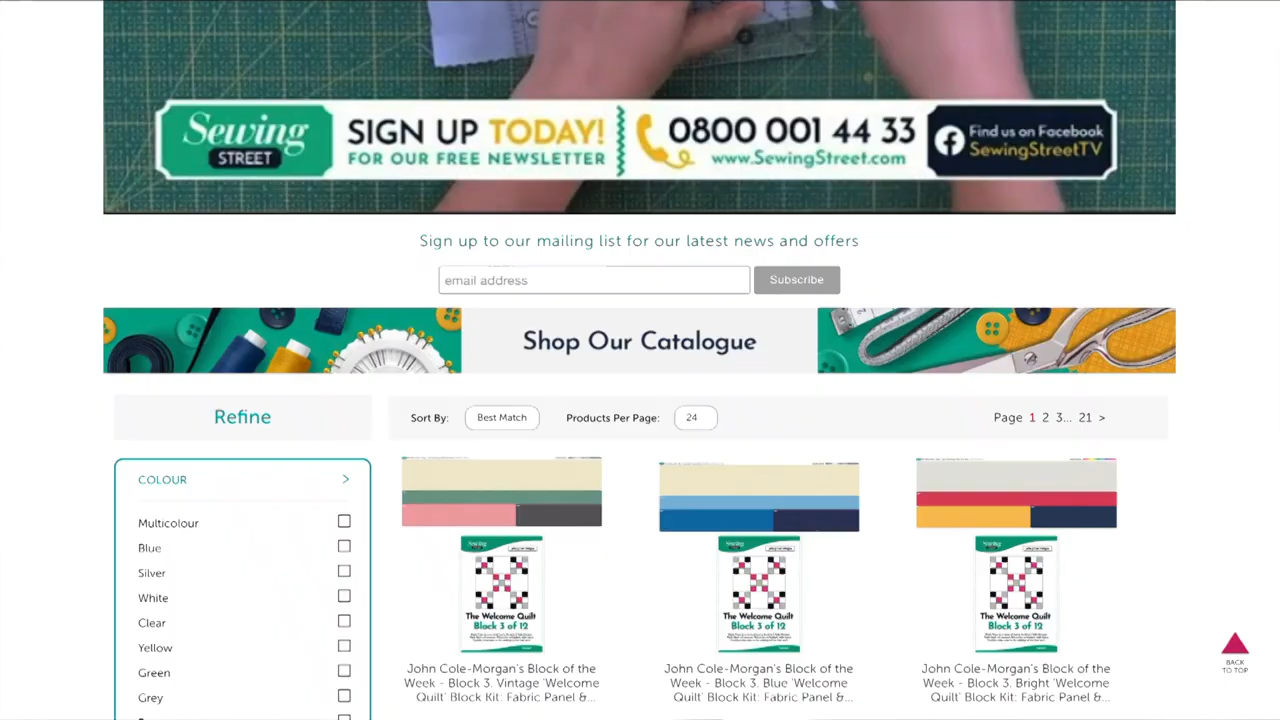 Sewing
STREET
SIGN UP TODAY!
FOR OUR FREE NEWSLETTER
0800 001 44 33
www.SewingStreet.com
Find us on Facebook
SewingStreetTV
Sign up to our mailing list for our latest news and offers
email address
Subscribe
Shop Our Catalogue
Refine
Sort By:
Best Match
Products Per Page:
24
Page 1 2 3... 21 >
COLOUR >
Multicolour
Blue
Silver
White
Clear
Yellow
Green
Grey
The Welcome Quilt
Block 3 of 12
John Cole-Morgan's Block of the
Week - Block 3. Vintage 'Welcome
Quilt' Block Kit: Fabric Panel &...
The Welcome Quilt
Block 3 of 12
John Cole-Morgan's Block of the
Week - Block 3. Blue 'Welcome
Quilt' Block Kit: Fabric Panel &...
The Welcome Quilt
Block 3 of 12
John Cole-Morgan's Block of the
Week - Block 3. Bright 'Welcome
Quilt' Block Kit: Fabric Panel &...
BACK
TO TOP